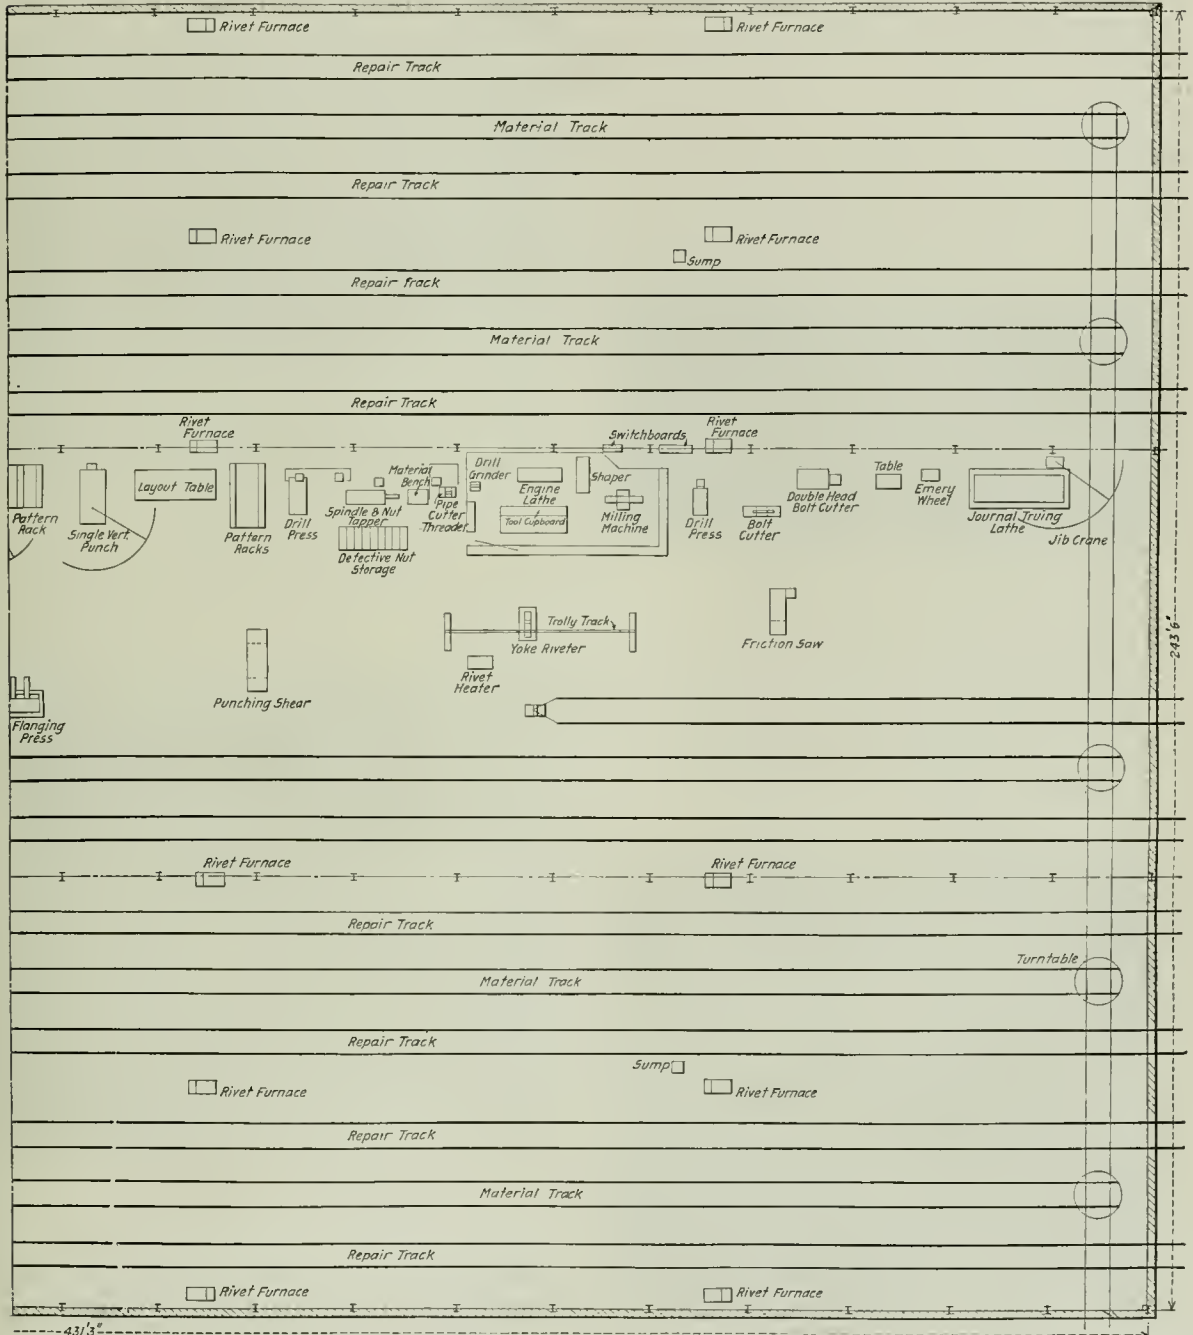 Rivet Furnace
Rivet Furnace
Repair Track
Material Track
Repair Track
Rivet Furnace
Rivet Furnace
Sump
Repair Track
Material Track
Repair Track
Rivet
Furnace
Switchboards
Rivet
Furnace
Pattern
Rack
Single Vert.
Punch
Layout Table
Pattern
Racks
Drill
Press
Spindle & Nut
Tapper
Material
Bench
Pipe
Cutter
Threader
Defective Nut
Storage
Drill
Grinder
Engine
Lathe
Tool Cupboard
Shaper
Milling
Machine
Drill
Press
Double Head
Bolt Cutter
Bolt
Cutter
Table
Emery
Wheel
Journal Truing
Lathe
Jib Crane
Trolly Track
Yoke Riveter
Rivet
Heater
Friction Saw
243'6"
Punching Shear
Flanging
Press
Rivet Furnace
Rivet Furnace
Repair Track
Turntable
Material Track
Repair Track
Sump
Rivet Furnace
Rivet Furnace
Repair Track
Material Track
Repair Track
Rivet Furnace
Rivet Furnace
431'3"